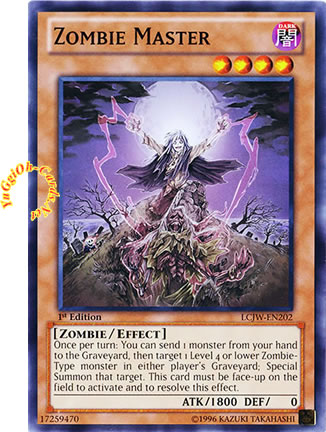 ZOMBIE MASTER
DARK
闇
YuGgiOh-Cards.Net
1st Edition
LCJW-EN202
[ZOMBIE / EFFECT]
Once per turn: You can send 1 monster from your hand
to the Graveyard, then target 1 Level 4 or lower Zombie-
Type monster in either player's Graveyard; Special
Summon that target. This card must be face-up on
the field to activate and to resolve this effect.
ATK/1800 DEF/ 0
17259470
©1996 KAZUKI TAKAHASHI